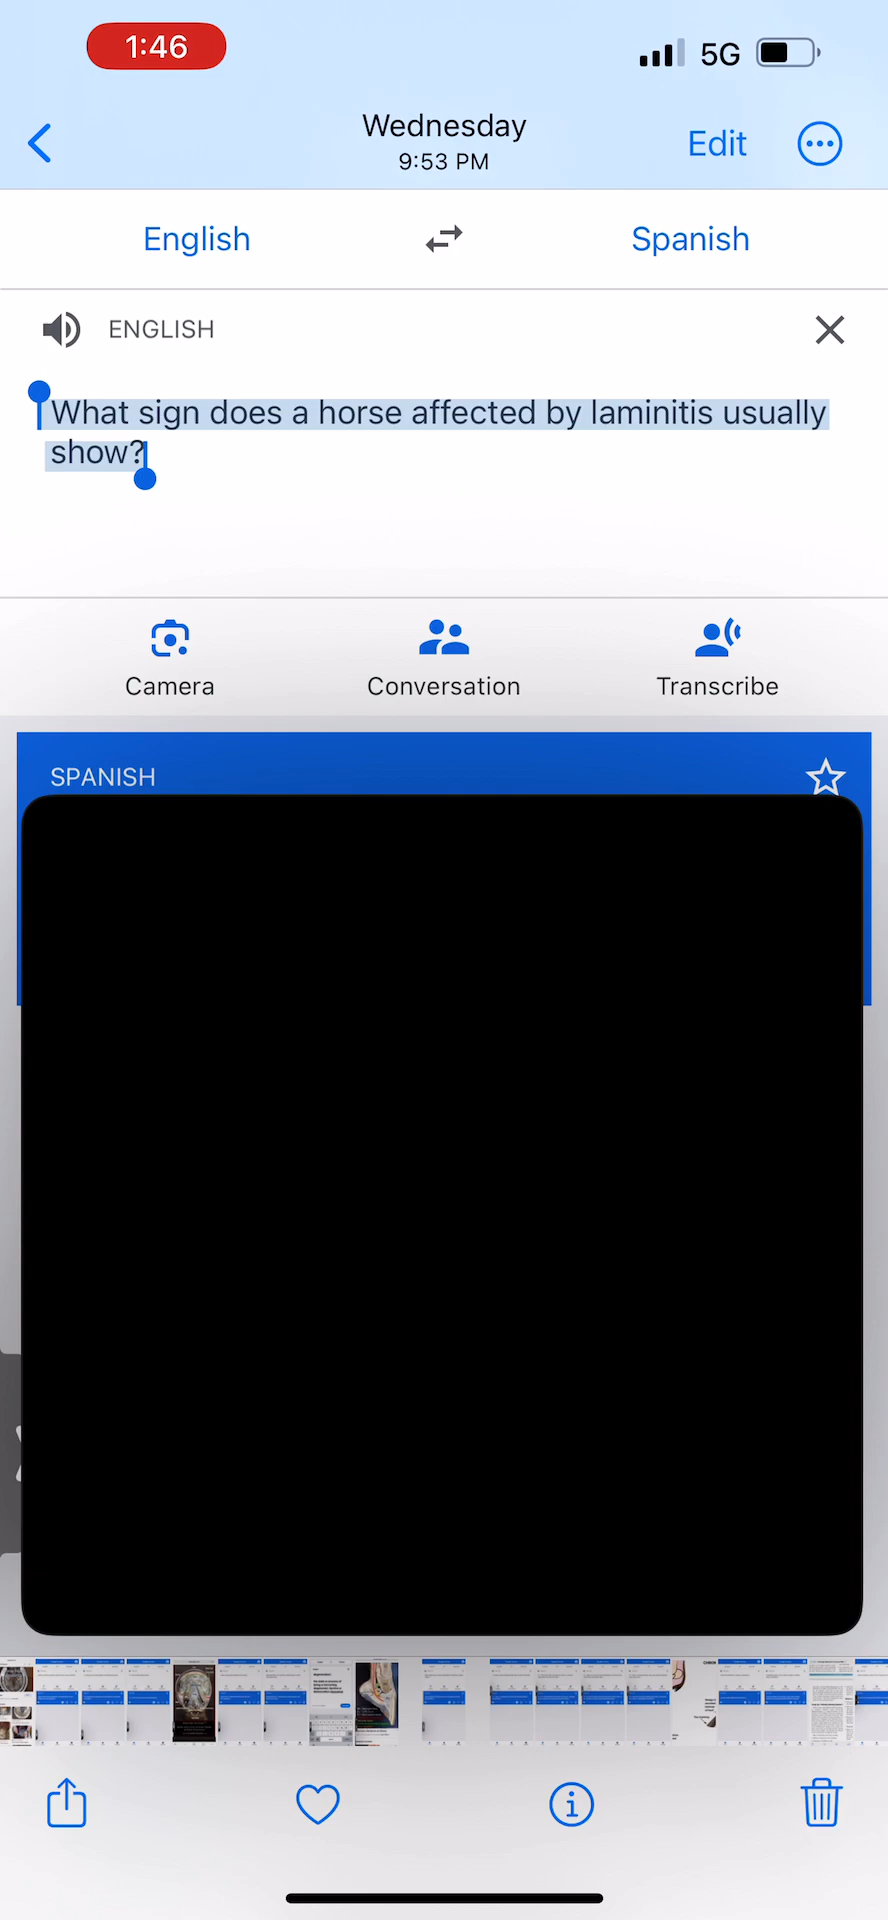 1:46
5G
Wednesday
9:53 PM
Edit
English
Spanish
ENGLISH
What sign does a horse affected by laminitis usually
show?
Camera
Conversation
Transcribe
SPANISH